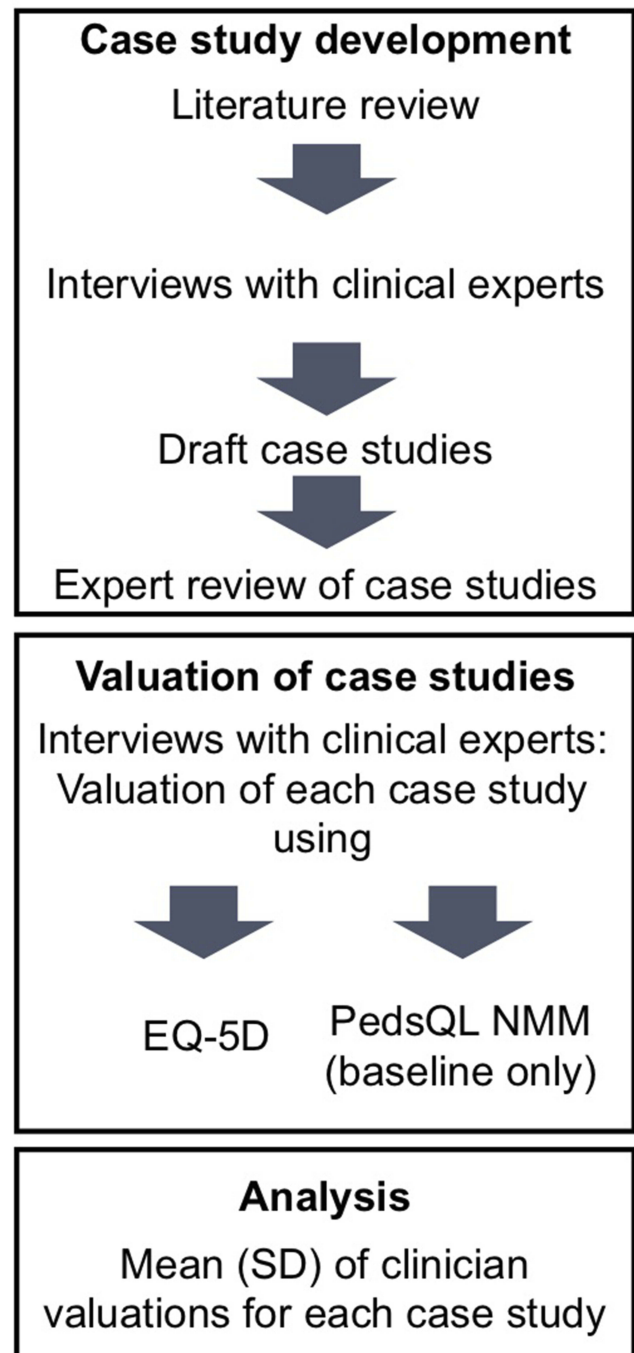 Case study development
Literature review
Interviews with clinical experts
Draft case studies
Expert review of case studies
Valuation of case studies
Interviews with clinical experts:
Valuation of each case study
using
EQ-5D
PedsQL NMM
(baseline only)
Analysis
Mean (SD) of clinician
valuations for each case study